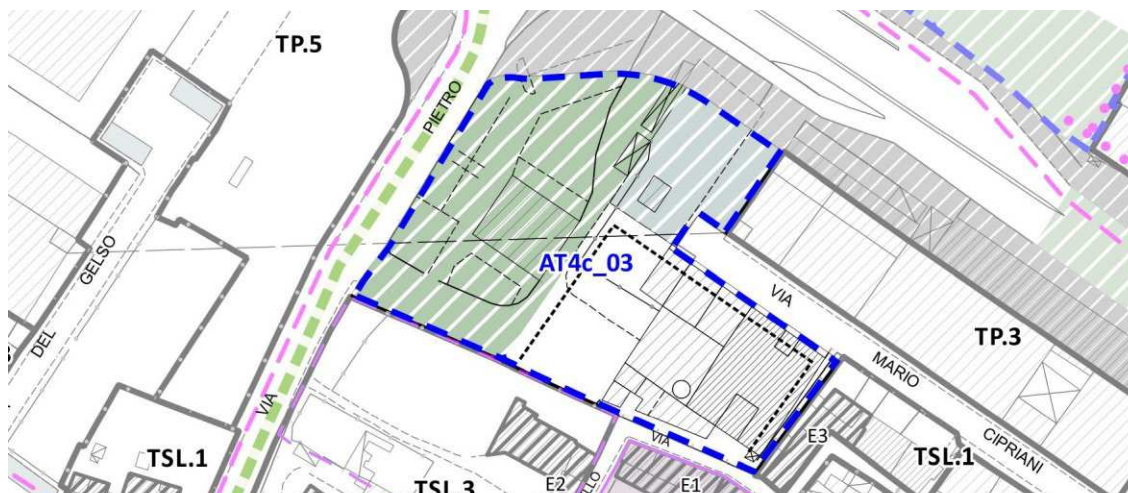 TP.5
PIETRO
GELSO
DEL
VIA
AT4c_03
VIA
MARIO
CIPRIANI
TP.3
TSL.1
TSL.3
VIA
E3
TSL.1
E2
E1